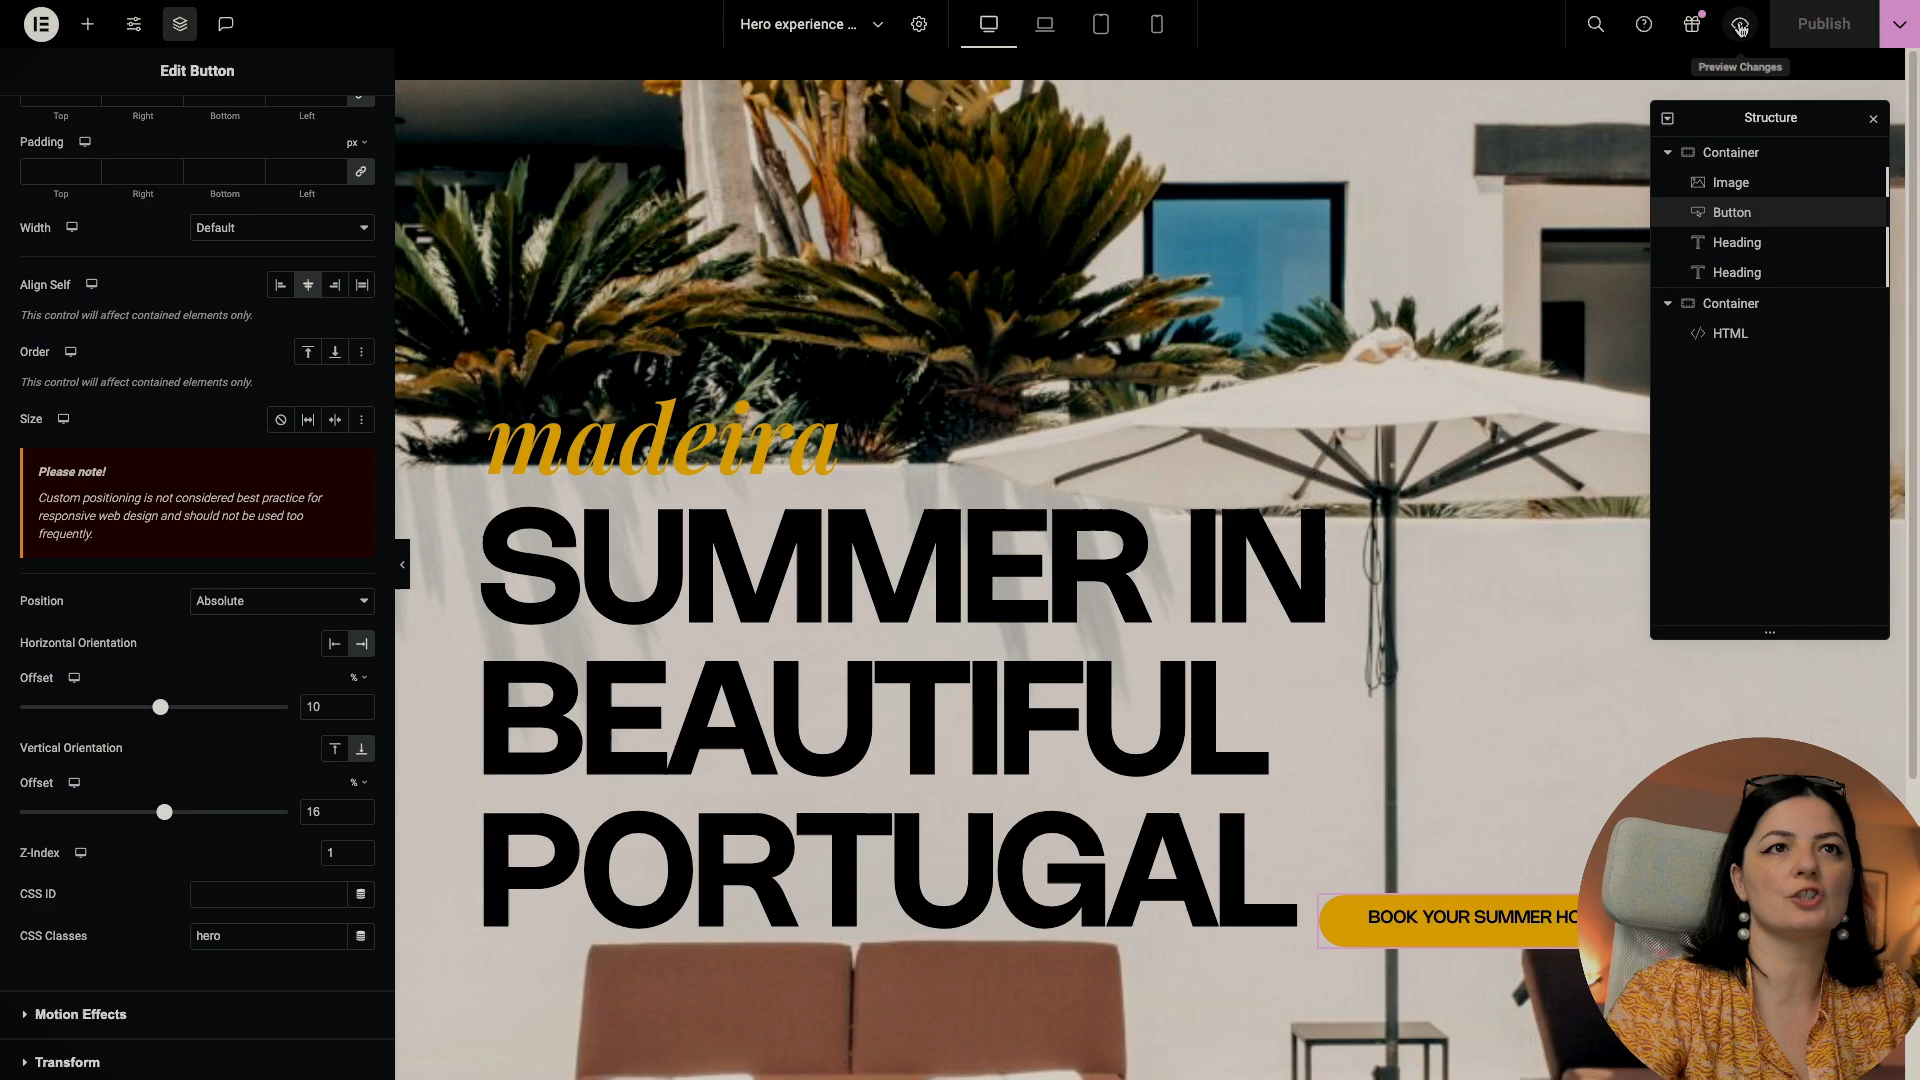 Hero experience ...
Publish
Preview Changes
Edit Button
Top
Right
Bottom
Left
Padding
px
Top
Right
Bottom
Left
Width
Default
Align Self
This control will affect contained elements only.
Order
This control will affect contained elements only.
Size
Please note!
Custom positioning is not considered best practice for
responsive web design and should not be used too
frequently.
Position
Absolute
Horizontal Orientation
Offset
%
10
Vertical Orientation
Offset
%
16
Z-Index
1
CSS ID
CSS Classes
hero
Motion Effects
Transform
madeira
SUMMER IN
BEAUTIFUL
PORTUGAL
BOOK YOUR SUMMER HO
Structure
Container
Image
Button
Heading
Heading
Container
HTML